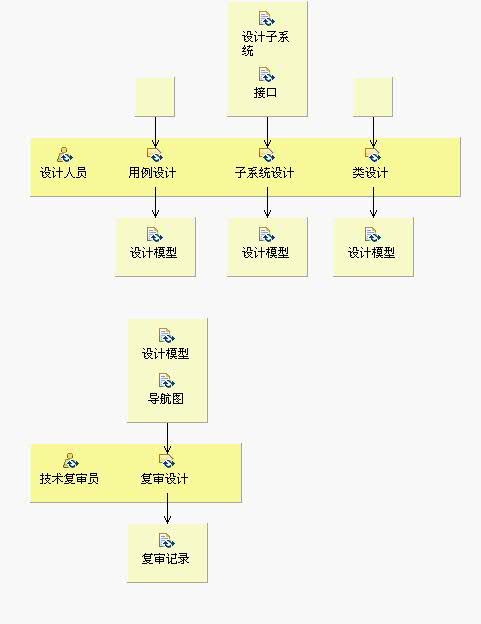 设计子系
统
接口
设计人员
用例设计
子系统设计
类设计
设计模型
设计模型
设计模型
设计模型
导航图
技术复审员
复审设计
复审记录